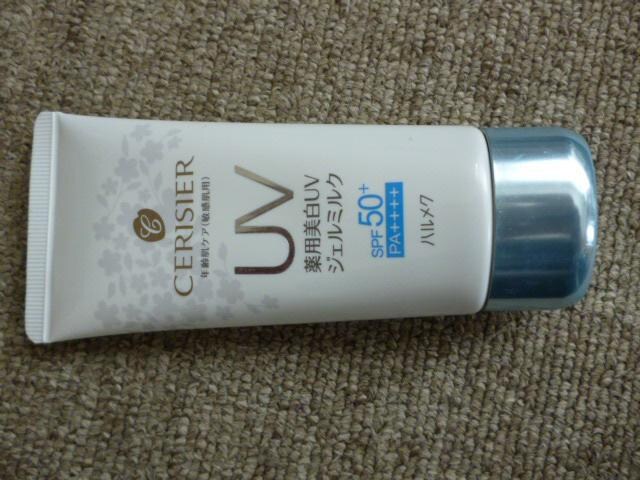 CERISIER
年齢肌ケア(敏感肌用)
UV
薬用美白UV
ジェルミルク
SPF50+
PA++++
ハルメク